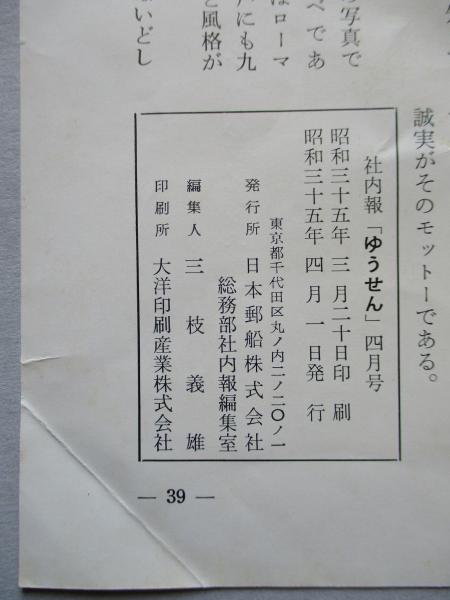 誠実がそのモットーである。
の写真で
べであ
はローマ
にも九
と風格が
ないどし
社内報「ゆうせん」四月号
昭和三十五年 三 月二十日印 刷
昭和三十五年 四 月 一 日発 行
東京都千代田区丸ノ内二ノ二〇ノ一
発行所 日本郵船株式会社
総務部社内報編集室
編集人 三枝義雄
印刷所 大洋印刷産業株式会社
— 39 —